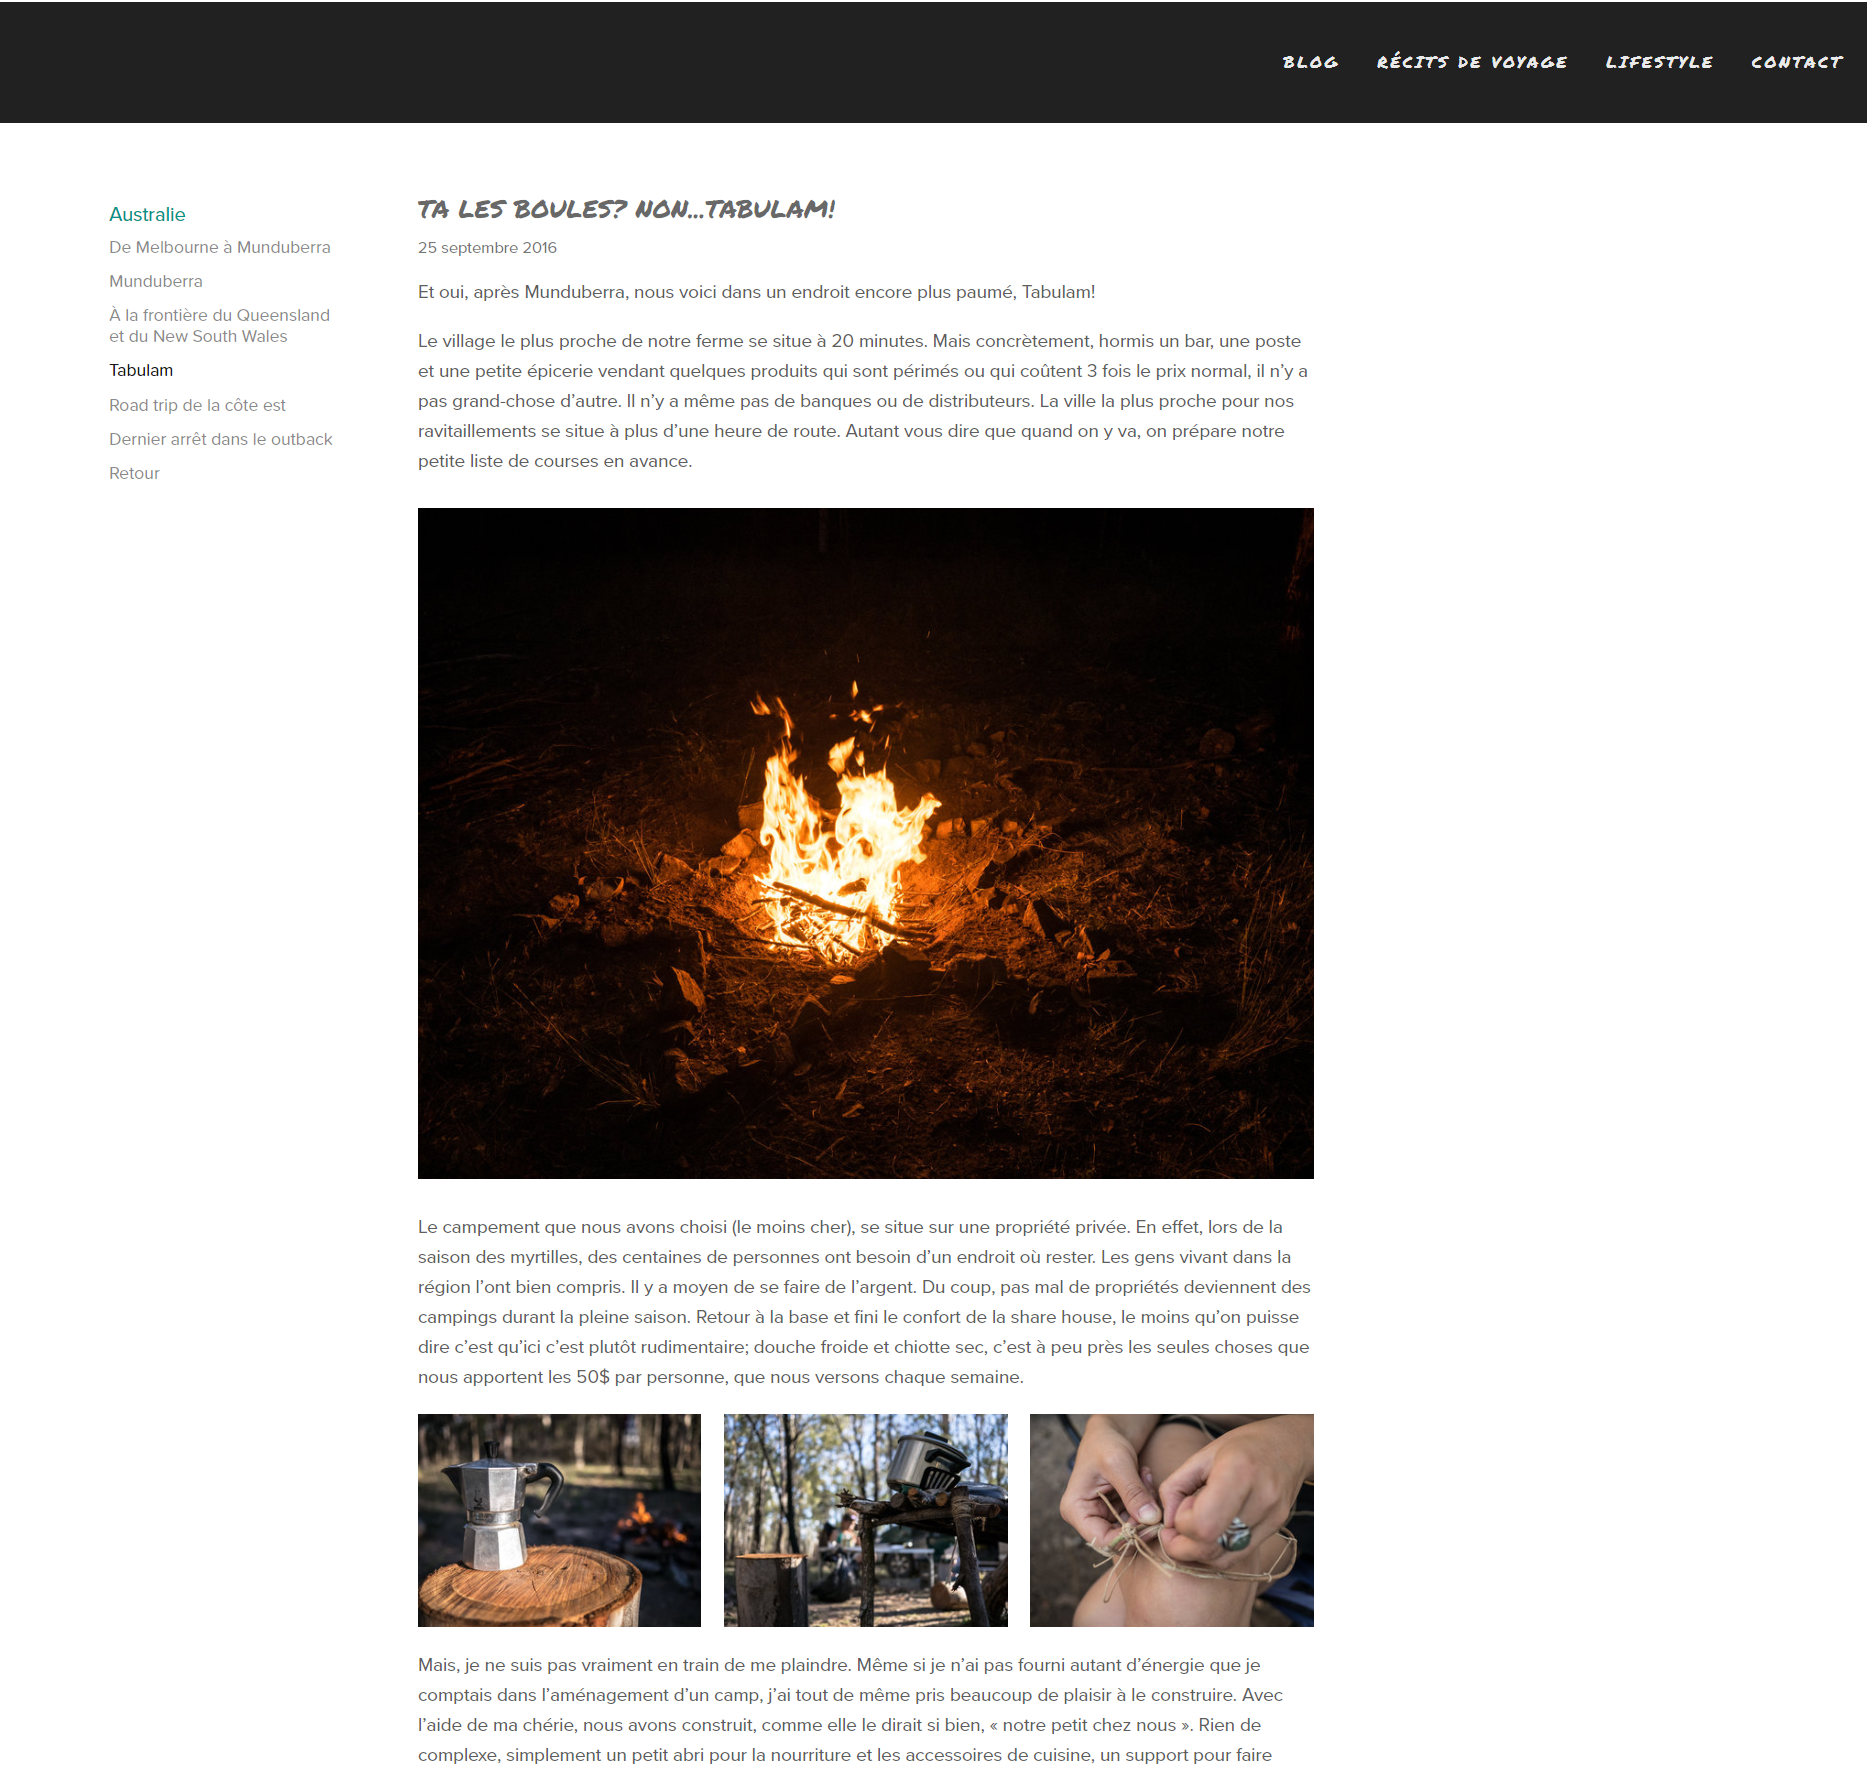 BLOG RÉCITS DE VOYAGE LIFESTYLE CONTACT
Australie
De Melbourne à Munduberra
Munduberra
À la frontière du Queensland
et du New South Wales
Tabulam
Road trip de la côte est
Dernier arrêt dans le outback
Retour
TA LES BOULES? NON...TABULAM!
25 septembre 2016
Et oui, après Munduberra, nous voici dans un endroit encore plus paumé, Tabulam!
Le village le plus proche de notre ferme se situe à 20 minutes. Mais concrètement, hormis un bar, une poste
et une petite épicerie vendant quelques produits qui sont périmés ou qui coûtent 3 fois le prix normal, il n’y a
pas grand-chose d’autre. Il n’y a même pas de banques ou de distributeurs. La ville la plus proche pour nos
ravitaillements se situe à plus d’une heure de route. Autant vous dire que quand on y va, on prépare notre
petite liste de courses en avance.
Le campement que nous avons choisi (le moins cher), se situe sur une propriété privée. En effet, lors de la
saison des myrtilles, des centaines de personnes ont besoin d’un endroit où rester. Les gens vivant dans la
région l’ont bien compris. Il y a moyen de se faire de l’argent. Du coup, pas mal de propriétés deviennent des
campings durant la pleine saison. Retour à la base et fini le confort de la share house, le moins qu’on puisse
dire c’est qu’ici c’est plutôt rudimentaire; douche froide et chiotte sec, c’est à peu près les seules choses que
nous apportent les 50$ par personne, que nous versons chaque semaine.
Mais, je ne suis pas vraiment en train de me plaindre. Même si je n’ai pas fourni autant d’énergie que je
comptais dans l’aménagement d’un camp, j’ai tout de même pris beaucoup de plaisir à le construire. Avec
l’aide de ma chérie, nous avons construit, comme elle le dirait si bien, « notre petit chez nous ». Rien de
complexe, simplement un petit abri pour la nourriture et les accessoires de cuisine, un support pour faire